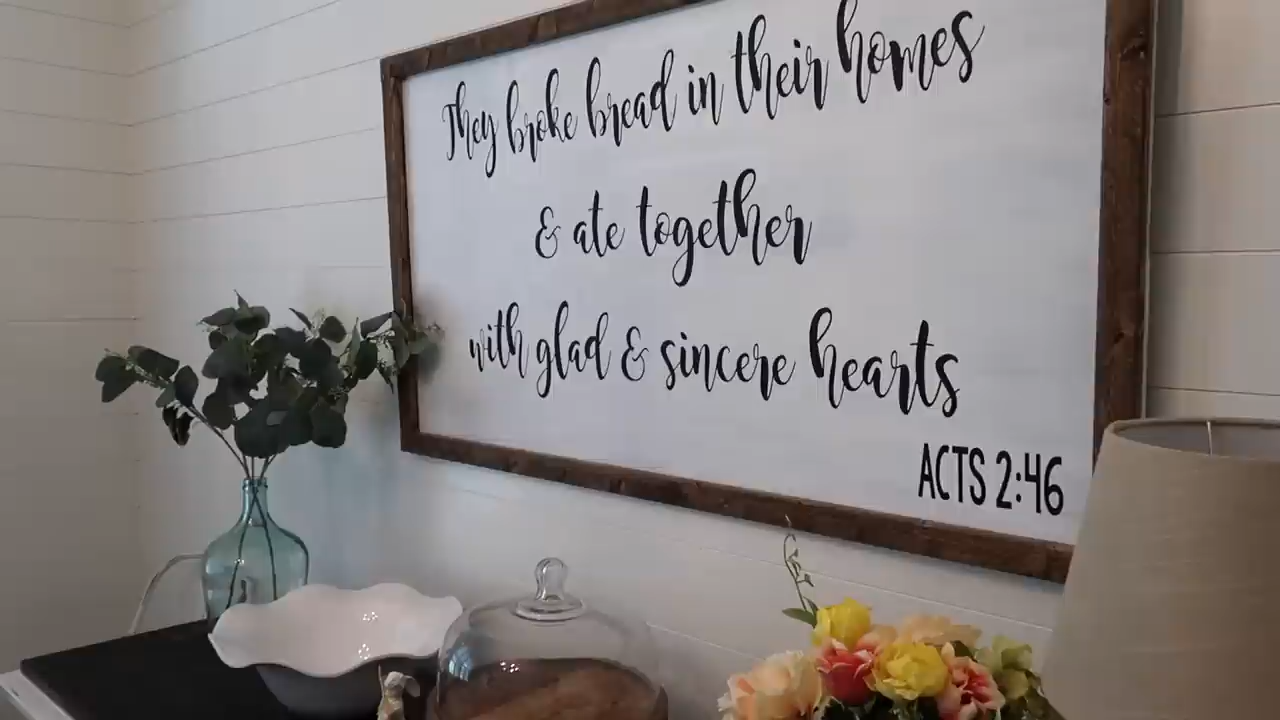 They broke bread in their homes
& ate together
with glad & sincere hearts
ACTS 2:46